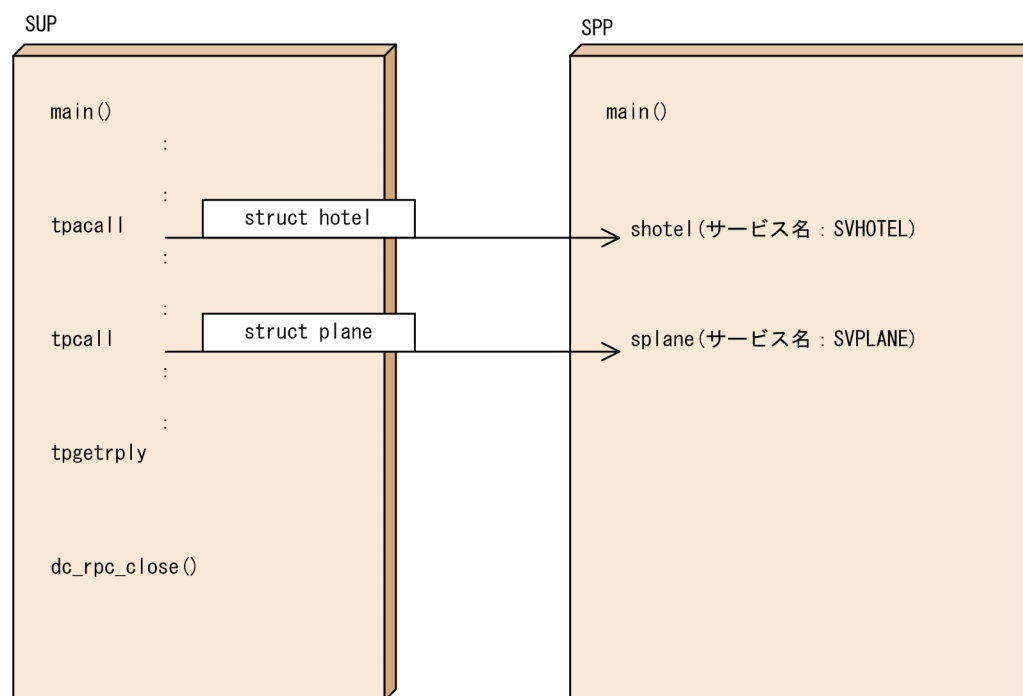 SUP
main()
:
:
tpacall
struct hotel
:
:
tpcall
struct plane
:
:
tpgetrply
dc_rpc_close()
SPP
main()
shotel(サービス名：SVHOTEL)
splane(サービス名：SVPLANE)